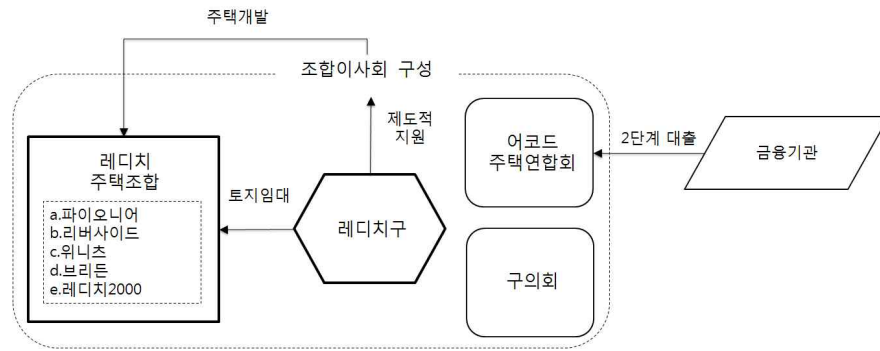 주택개발
조합이사회 구성
제도적
지원
어코드
주택연합회
2단계 대출
금융기관
레디치
주택조합
토지임대
레디치구
a.파이오니어
b.리버사이드
c.위니츠
d.브리든
e.레디치2000
구의회